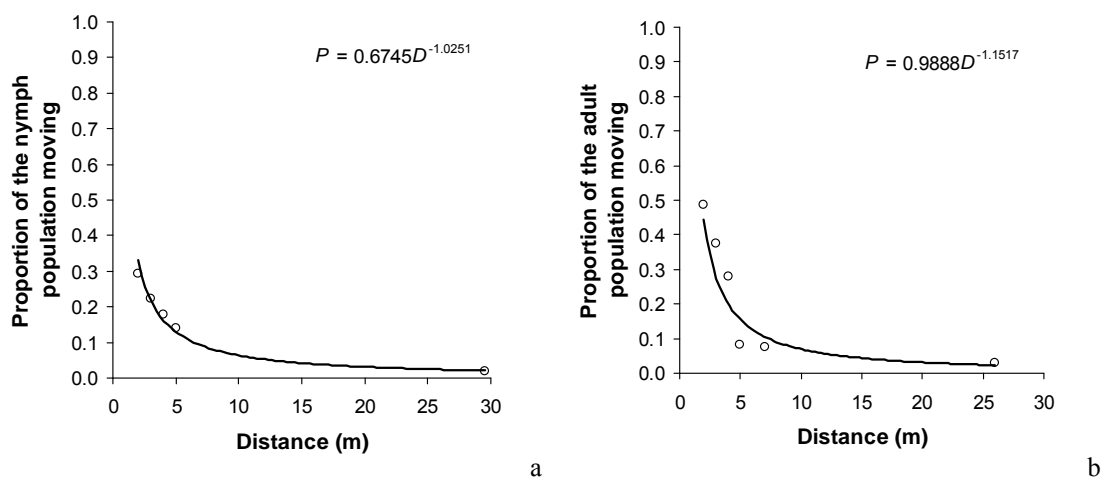 Proportion of the nymph
population moving
1.0
0.9
0.8
0.7
0.6
0.5
0.4
0.3
0.2
0.1
0.0
P = 0.6745D^-1.0251
0 5 10 15 20 25 30
Distance (m)
a
Proportion of the adult
population moving
1.0
0.9
0.8
0.7
0.6
0.5
0.4
0.3
0.2
0.1
0.0
P = 0.9888D^-1.1517
0 5 10 15 20 25 30
Distance (m)
b